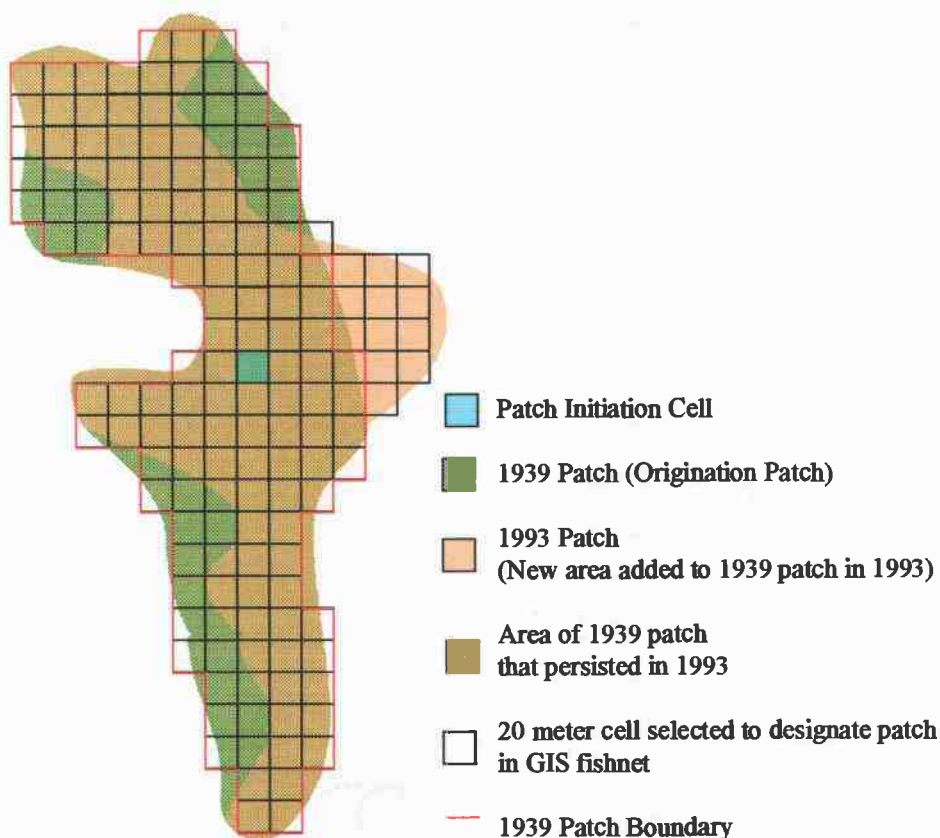 Patch Initiation Cell
1939 Patch (Origination Patch)
1993 Patch
(New area added to 1939 patch in 1993)
Area of 1939 patch
that persisted in 1993
20 meter cell selected to designate patch
in GIS fishnet
1939 Patch Boundary